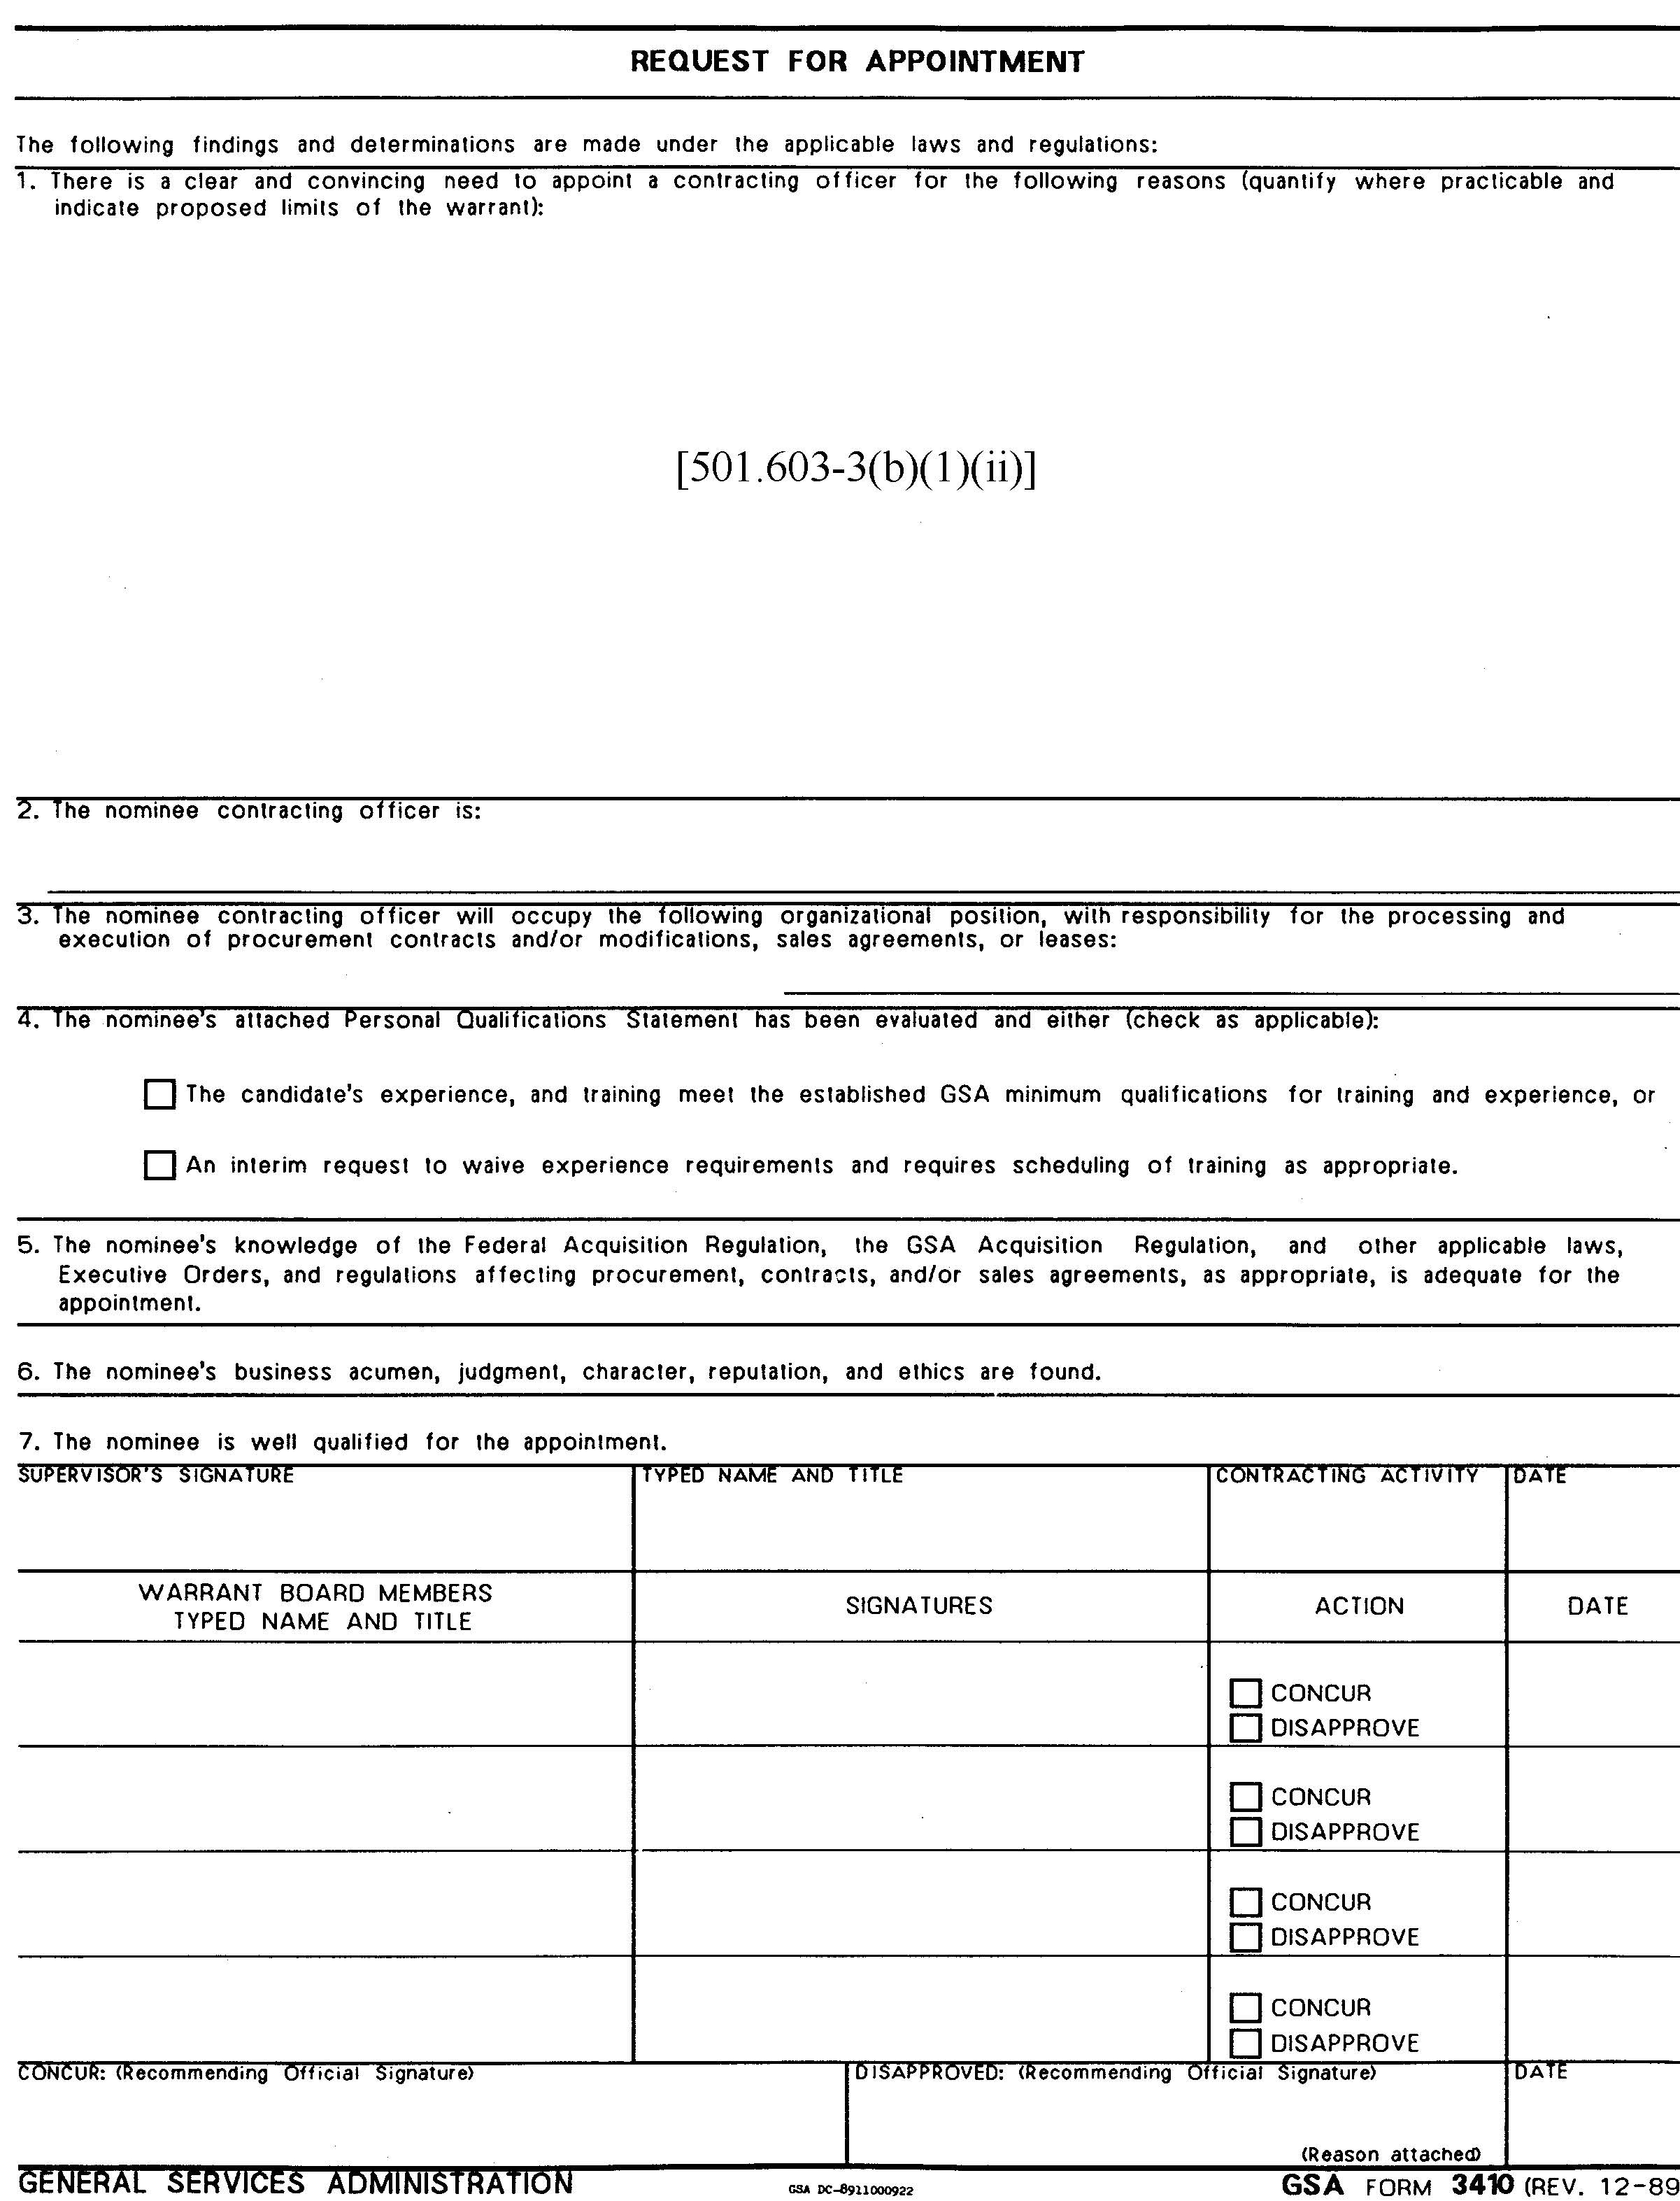 REQUEST FOR APPOINTMENT
The following findings and determinations are made under the applicable laws and regulations:
1. There is a clear and convincing need to appoint a contracting officer for the following reasons (quantify where practicable and
indicate proposed limits of the warrant):
[501.603-3(b)(1)(ii)]
2. The nominee contracting officer is:
3. The nominee contracting officer will occupy the following organizational position, with responsibility for the processing and
execution of procurement contracts and/or modifications, sales agreements, or leases:
4. The nominee's attached Personal Qualifications Statement has been evaluated and either (check as applicable):
The candidate's experience, and training meet the established GSA minimum qualifications for training and experience, or
An interim request to waive experience requirements and requires scheduling of training as appropriate.
5. The nominee's knowledge of the Federal Acquisition Regulation, the GSA Acquisition Regulation, and other applicable laws,
Executive Orders, and regulations affecting procurement, contracts, and/or sales agreements, as appropriate, is adequate for the
appointment.
6. The nominee's business acumen, judgment, character, reputation, and ethics are found.
7. The nominee is well qualified for the appointment.
SUPERVISOR'S SIGNATURE TYPED NAME AND TITLE CONTRACTING ACTIVITY DATE
WARRANT BOARD MEMBERS
TYPED NAME AND TITLE SIGNATURES ACTION DATE
CONCUR
DISAPPROVE
CONCUR
DISAPPROVE
CONCUR
DISAPPROVE
CONCUR
DISAPPROVE
CONCUR: (Recommending Official Signature) DISAPPROVED: (Recommending Official Signature) DATE
(Reason attached)
GENERAL SERVICES ADMINISTRATION GSA DC-8911000922 GSA FORM 3410 (REV. 12-89